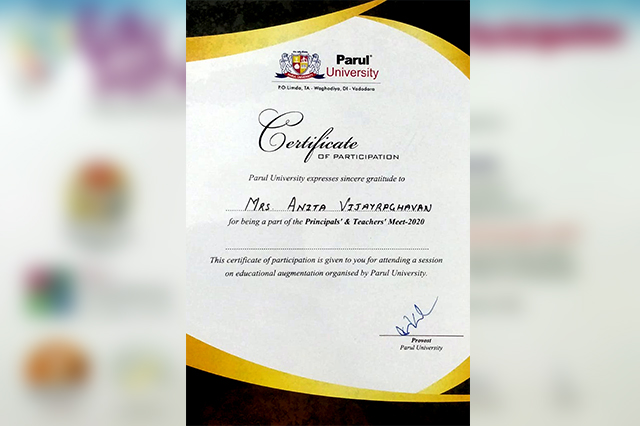 Parul
University
P.O Limda, TA - Waghodiya, Dt - Vadodara
Certificate
OF PARTICIPATION
Parul University expresses sincere gratitude to
MRS ANITA VIJAYRAGHAVAN
for being a part of the Principals' & Teachers' Meet-2020
This certificate of participation is given to you for attending a session
on educational augmentation organised by Parul University.
Provost
Parul University